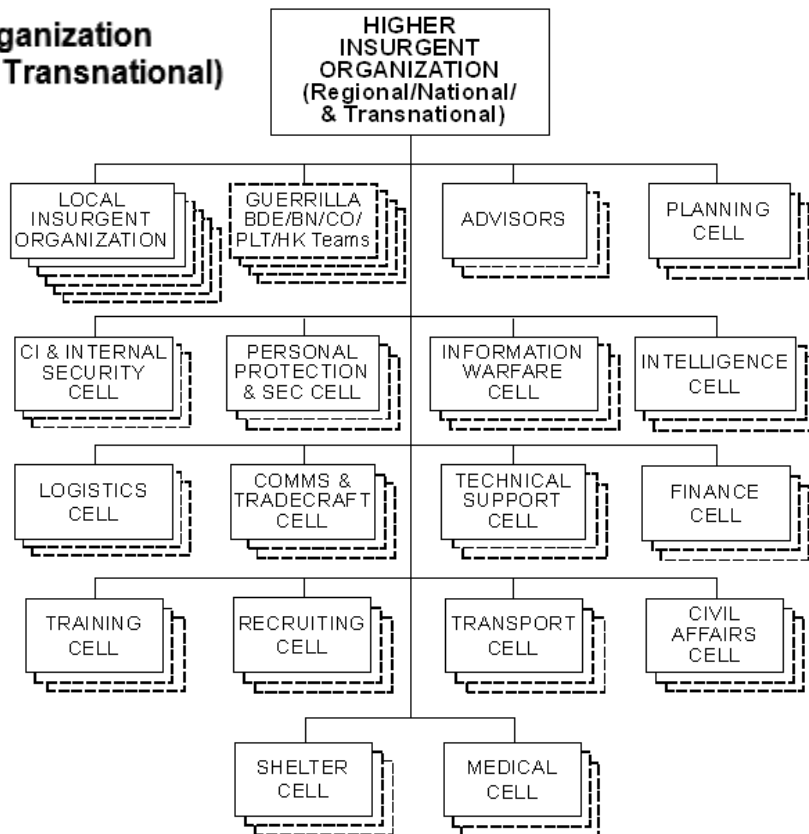 ganization
Transnational)
HIGHER
INSURGENT
ORGANIZATION
(Regional/National/
& Transnational)
LOCAL
INSURGENT
ORGANIZATION
GUERRILLA
BDE/BN/CO/
PLT/HK Teams
ADVISORS
PLANNING
CELL
CI & INTERNAL
SECURITY
CELL
PERSONAL
PROTECTION
& SEC CELL
INFORMATION
WARFARE
CELL
INTELLIGENCE
CELL
LOGISTICS
CELL
COMMS &
TRADECRAFT
CELL
TECHNICAL
SUPPORT
CELL
FINANCE
CELL
TRAINING
CELL
RECRUITING
CELL
TRANSPORT
CELL
CIVIL
AFFAIRS
CELL
SHELTER
CELL
MEDICAL
CELL